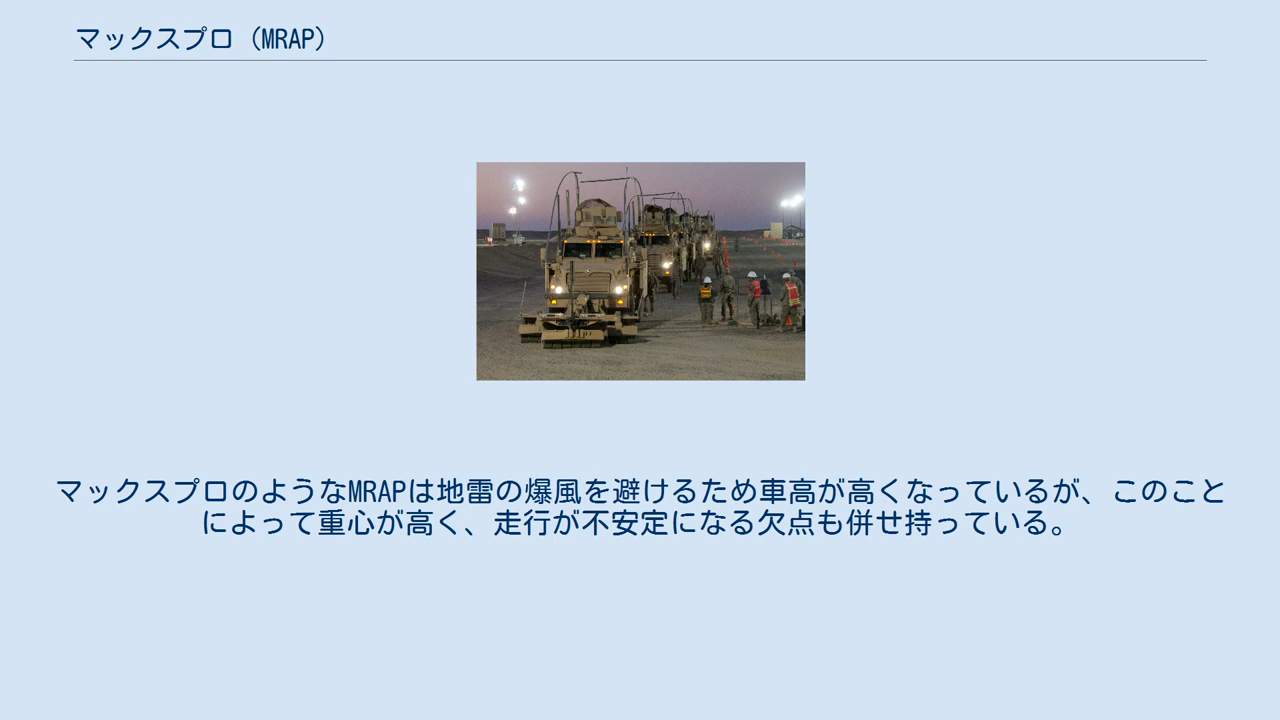 マックスプロ（MRAP）
マックスプロのようなMRAPは地雷の爆風を避けるため車高が高くなっているが、このこと
によって重心が高く、走行が不安定になる欠点も併せ持っている。